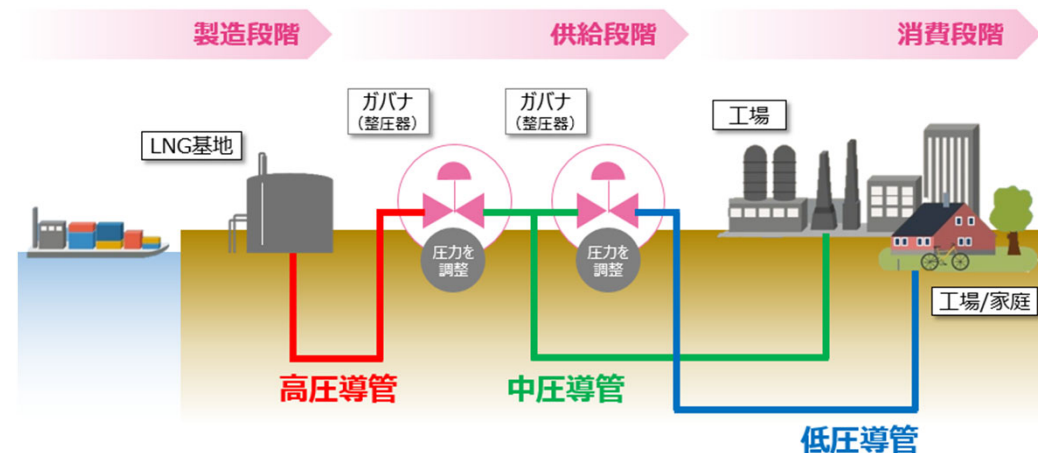 製造段階
供給段階
消費段階
ガバナ
（整圧器）
ガバナ
（整圧器）
工場
LNG基地
圧力を
調整
圧力を
調整
工場/家庭
高圧導管
中圧導管
低圧導管